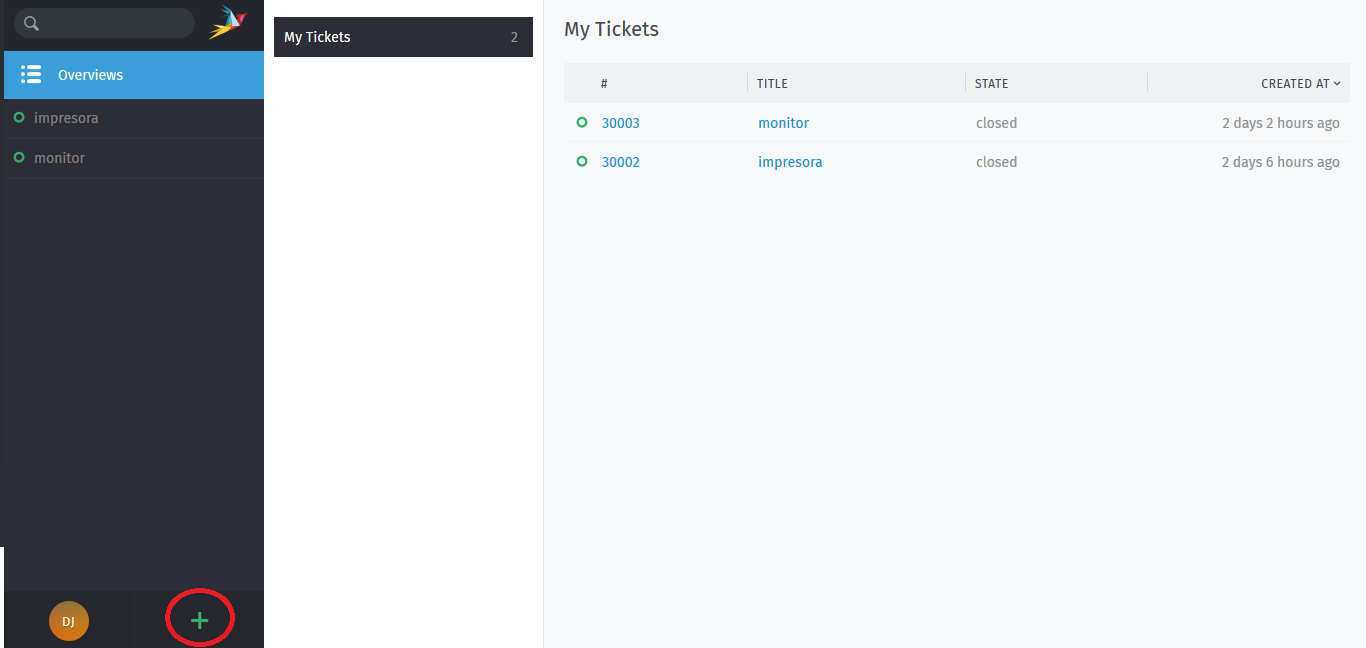 Overviews
impresora
monitor
DJ
My Tickets 2
My Tickets
# TITLE STATE CREATED AT
30003 monitor closed 2 days 2 hours ago
30002 impresora closed 2 days 6 hours ago